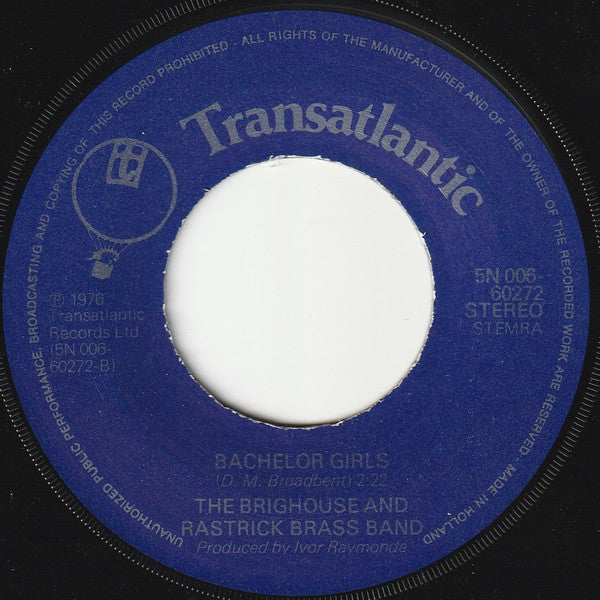 UNAUTHORIZED PUBLIC PERFORMANCE, BROADCASTING AND COPYING OF THIS RECORD PROHIBITED - ALL RIGHTS OF THE MANUFACTURER AND OF THE OWNER OF THE RECORDED WORK ARE RESERVED MADE IN HOLLAND
Transatlantic
℗ 1976
Transatlantic
Records Ltd
(5N 006-
60272-B)
5N 006-
60272
STEREO
STEMRA
BACHELOR GIRLS
(D. M. Broadbent) 2:22
THE BRIGHOUSE AND
RASTRICK BRASS BAND
Produced by Ivor Raymonde